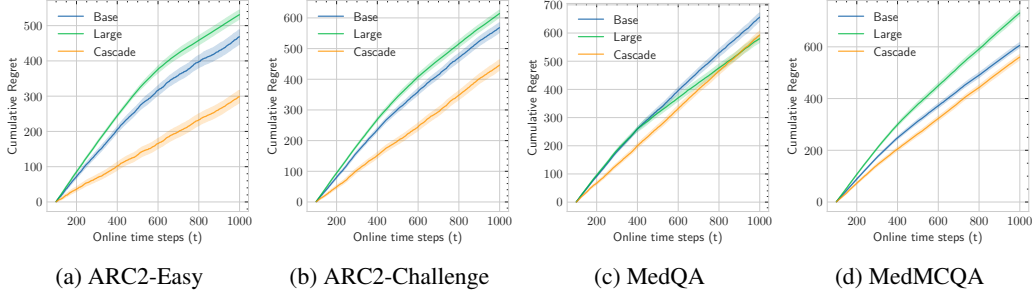 500
400
300
200
100
0
Cumulative Regret
Base
Large
Cascade
200 400 600 800 1000
Online time steps (t)
(a) ARC2-Easy
600
500
400
300
200
100
0
Cumulative Regret
Base
Large
Cascade
200 400 600 800 1000
Online time steps (t)
(b) ARC2-Challenge
700
600
500
400
300
200
100
0
Cumulative Regret
Base
Large
Cascade
200 400 600 800 1000
Online time steps (t)
(c) MedQA
600
400
200
0
Cumulative Regret
Base
Large
Cascade
200 400 600 800 1000
Online time steps (t)
(d) MedMCQA